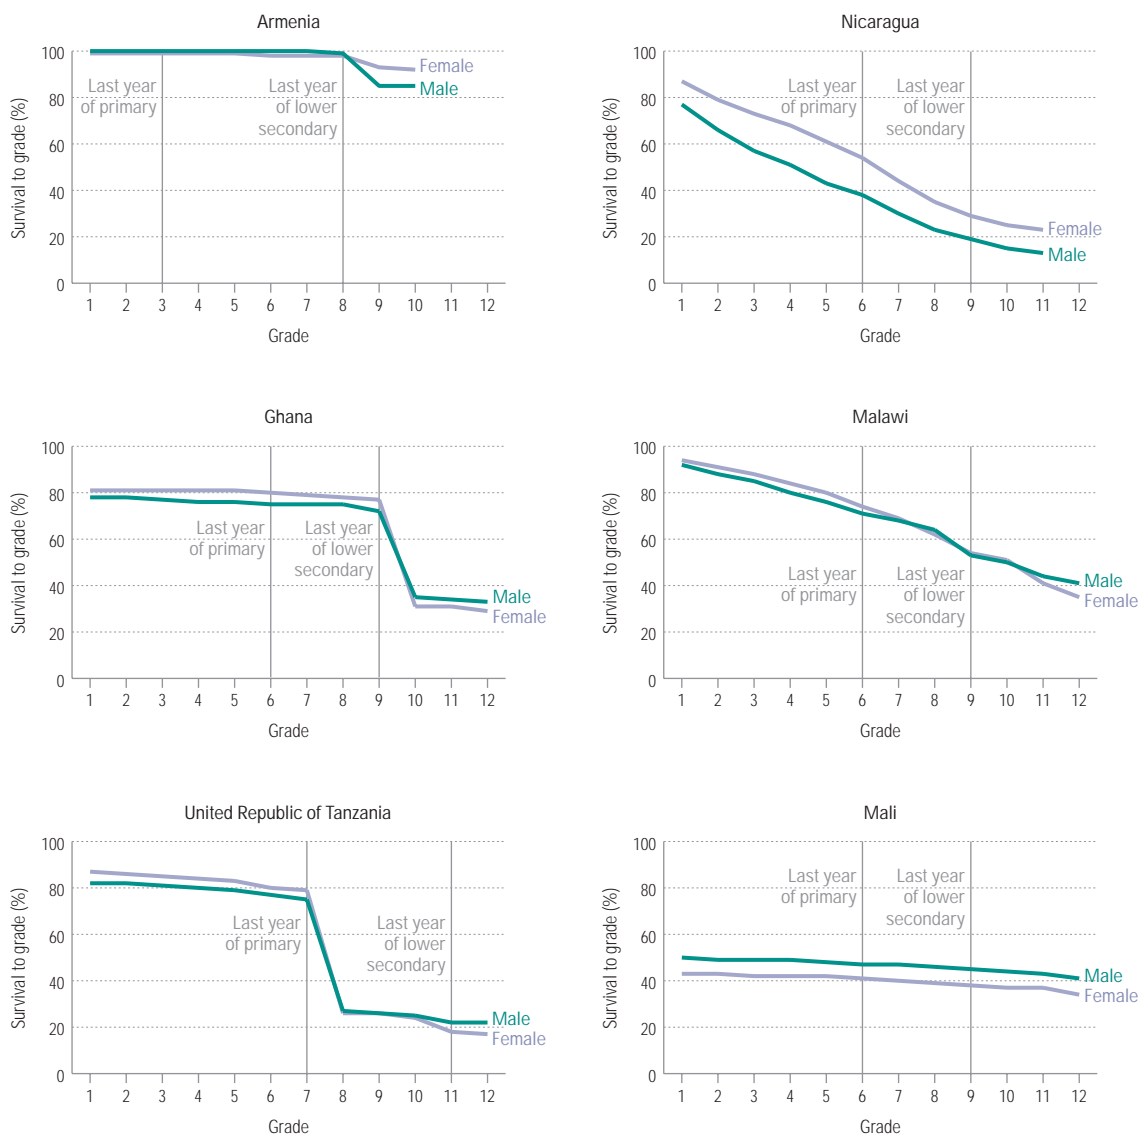 Armenia
100
80
60
40
20
0
Survival to grade (%)
Last year
of primary
Last year
of lower
secondary
Female
Male
1 2 3 4 5 6 7 8 9 10 11 12
Grade
Nicaragua
100
80
60
40
20
0
Survival to grade (%)
Last year
of primary
Last year
of lower
secondary
Female
Male
1 2 3 4 5 6 7 8 9 10 11 12
Grade
Ghana
100
80
60
40
20
0
Survival to grade (%)
Last year
of primary
Last year
of lower
secondary
Male
Female
1 2 3 4 5 6 7 8 9 10 11 12
Grade
Malawi
100
80
60
40
20
0
Survival to grade (%)
Last year
of primary
Last year
of lower
secondary
Male
Female
1 2 3 4 5 6 7 8 9 10 11 12
Grade
United Republic of Tanzania
100
80
60
40
20
0
Survival to grade (%)
Last year
of primary
Last year
of lower
secondary
Male
Female
1 2 3 4 5 6 7 8 9 10 11 12
Grade
Mali
100
80
60
40
20
0
Survival to grade (%)
Last year
of primary
Last year
of lower
secondary
Male
Female
1 2 3 4 5 6 7 8 9 10 11 12
Grade